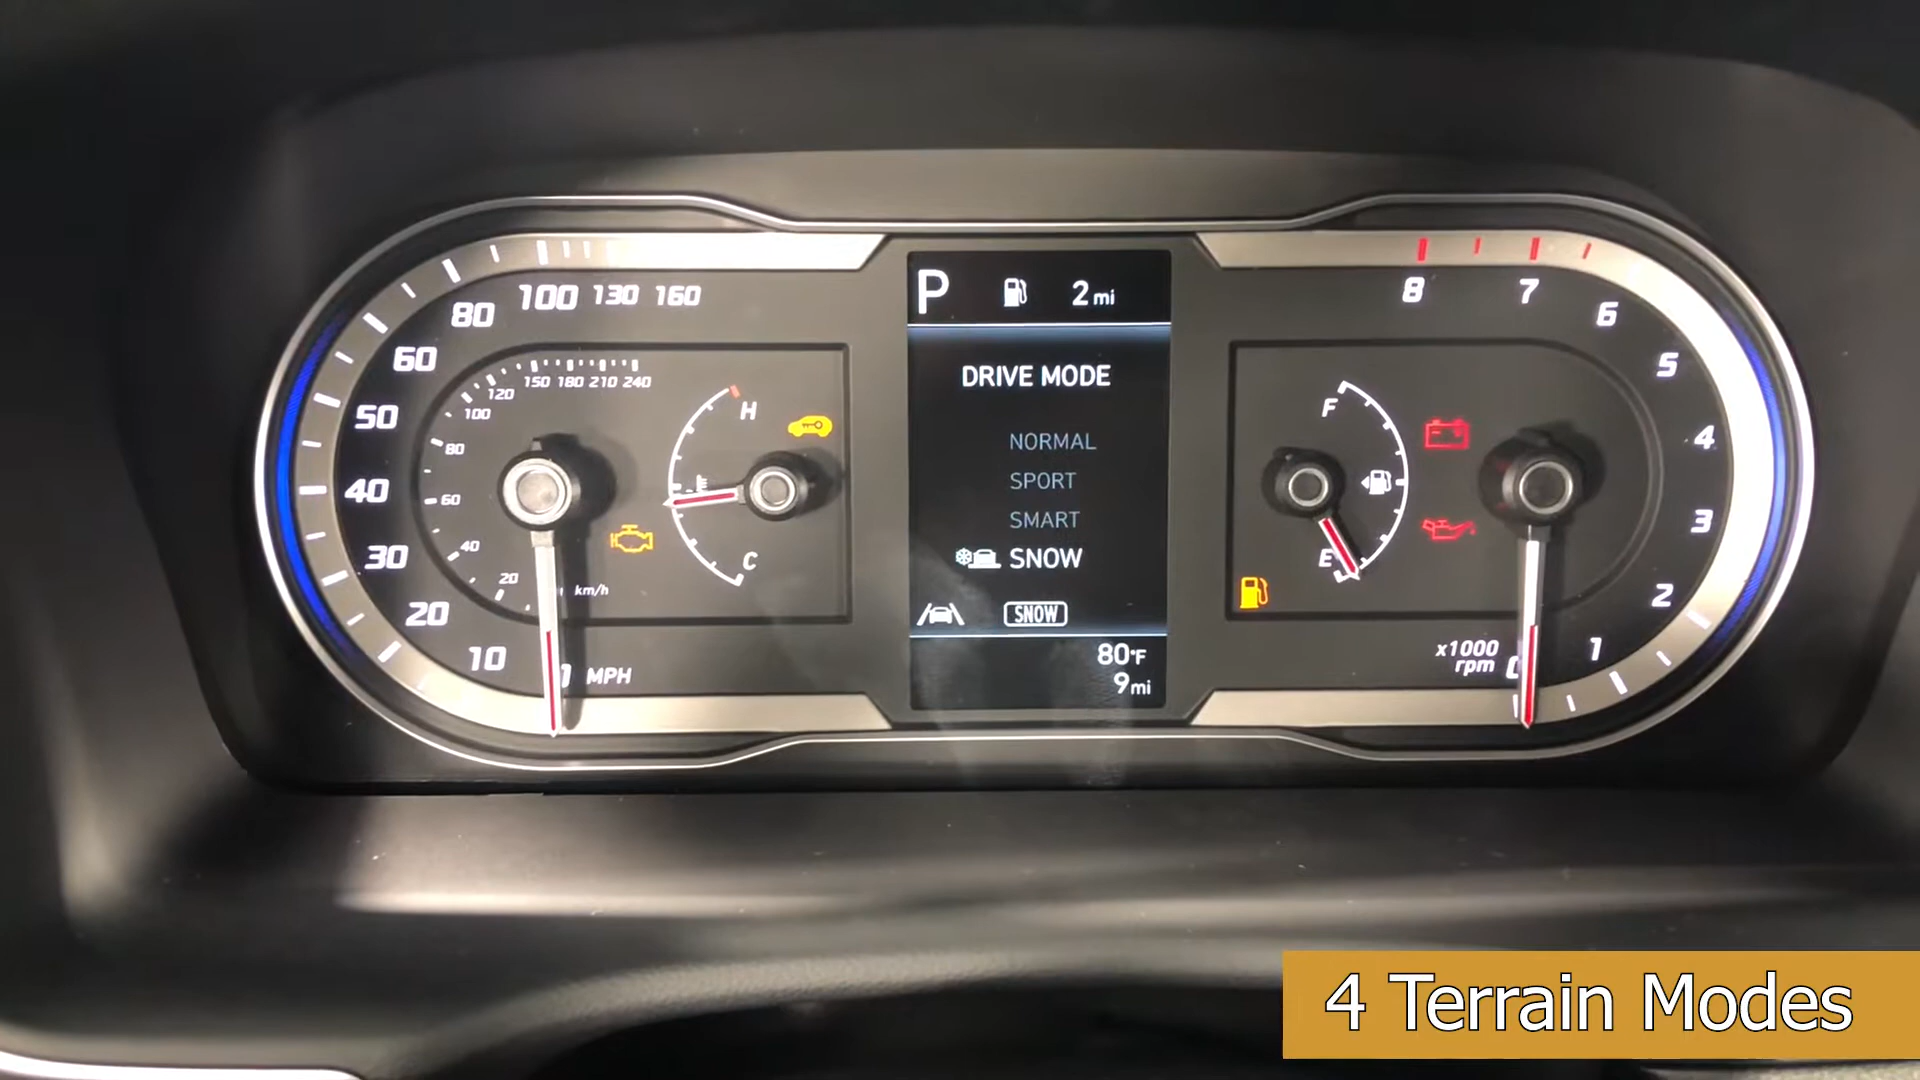 100 130 160
80
60
50
40
30
20
10
MPH
150 180 210 240
120
100
80
60
40
20
km/h
H
C
P 2 mi
DRIVE MODE
NORMAL
SPORT
SMART
SNOW
SNOW
80°F
9 mi
F
E
8 7 6
5
4
3
2
1
x1000
rpm
4 Terrain Modes